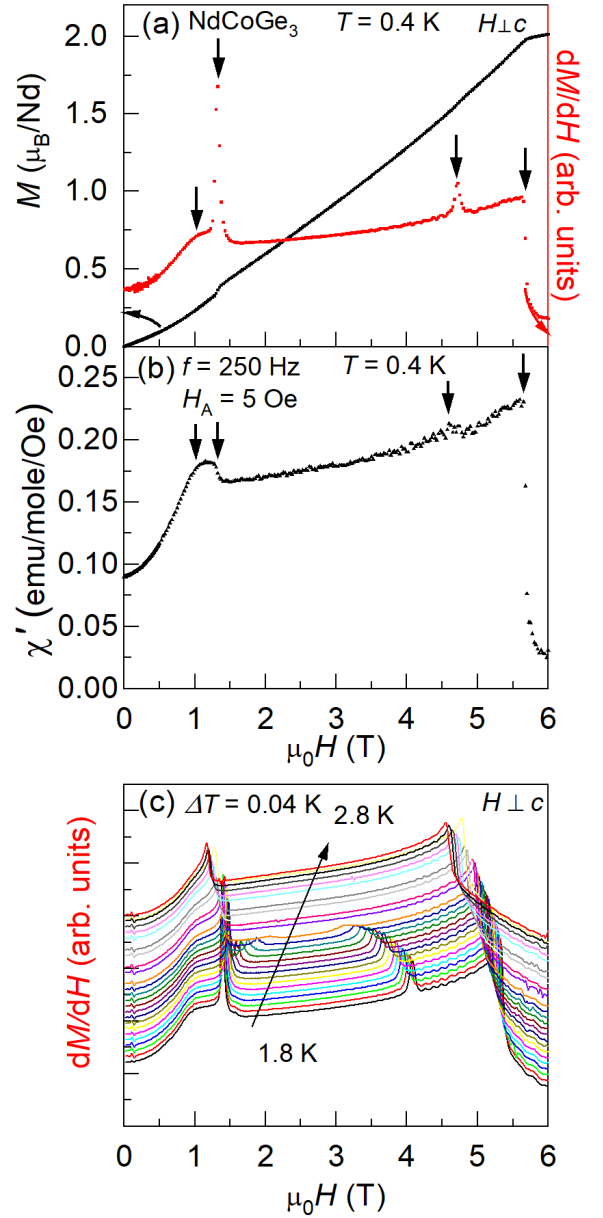 (a) NdCoGe3 T = 0.4 K H⊥c
M (μB/Nd)
2.0
1.5
1.0
0.5
0.0
dM/dH (arb. units)
(b) f = 250 Hz T = 0.4 K
HA = 5 Oe
χ' (emu/mole/Oe)
0.25
0.20
0.15
0.10
0.05
0.00
0 1 2 3 4 5 6
μ0H (T)
(c) ΔT = 0.04 K H ⊥ c
2.8 K
1.8 K
dM/dH (arb. units)
0 1 2 3 4 5 6
μ0H (T)